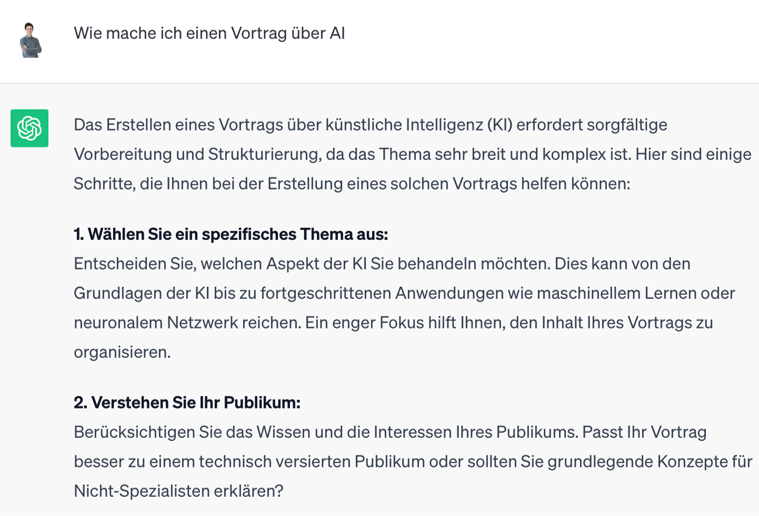 Wie mache ich einen Vortrag über AI
Das Erstellen eines Vortrags über künstliche Intelligenz (KI) erfordert sorgfältige
Vorbereitung und Strukturierung, da das Thema sehr breit und komplex ist. Hier sind einige
Schritte, die Ihnen bei der Erstellung eines solchen Vortrags helfen können:
1. Wählen Sie ein spezifisches Thema aus:
Entscheiden Sie, welchen Aspekt der KI Sie behandeln möchten. Dies kann von den
Grundlagen der KI bis zu fortgeschrittenen Anwendungen wie maschinellem Lernen oder
neuronalem Netzwerk reichen. Ein enger Fokus hilft Ihnen, den Inhalt Ihres Vortrags zu
organisieren.
2. Verstehen Sie Ihr Publikum:
Berücksichtigen Sie das Wissen und die Interessen Ihres Publikums. Passt Ihr Vortrag
besser zu einem technisch versierten Publikum oder sollten Sie grundlegende Konzepte für
Nicht-Spezialisten erklären?